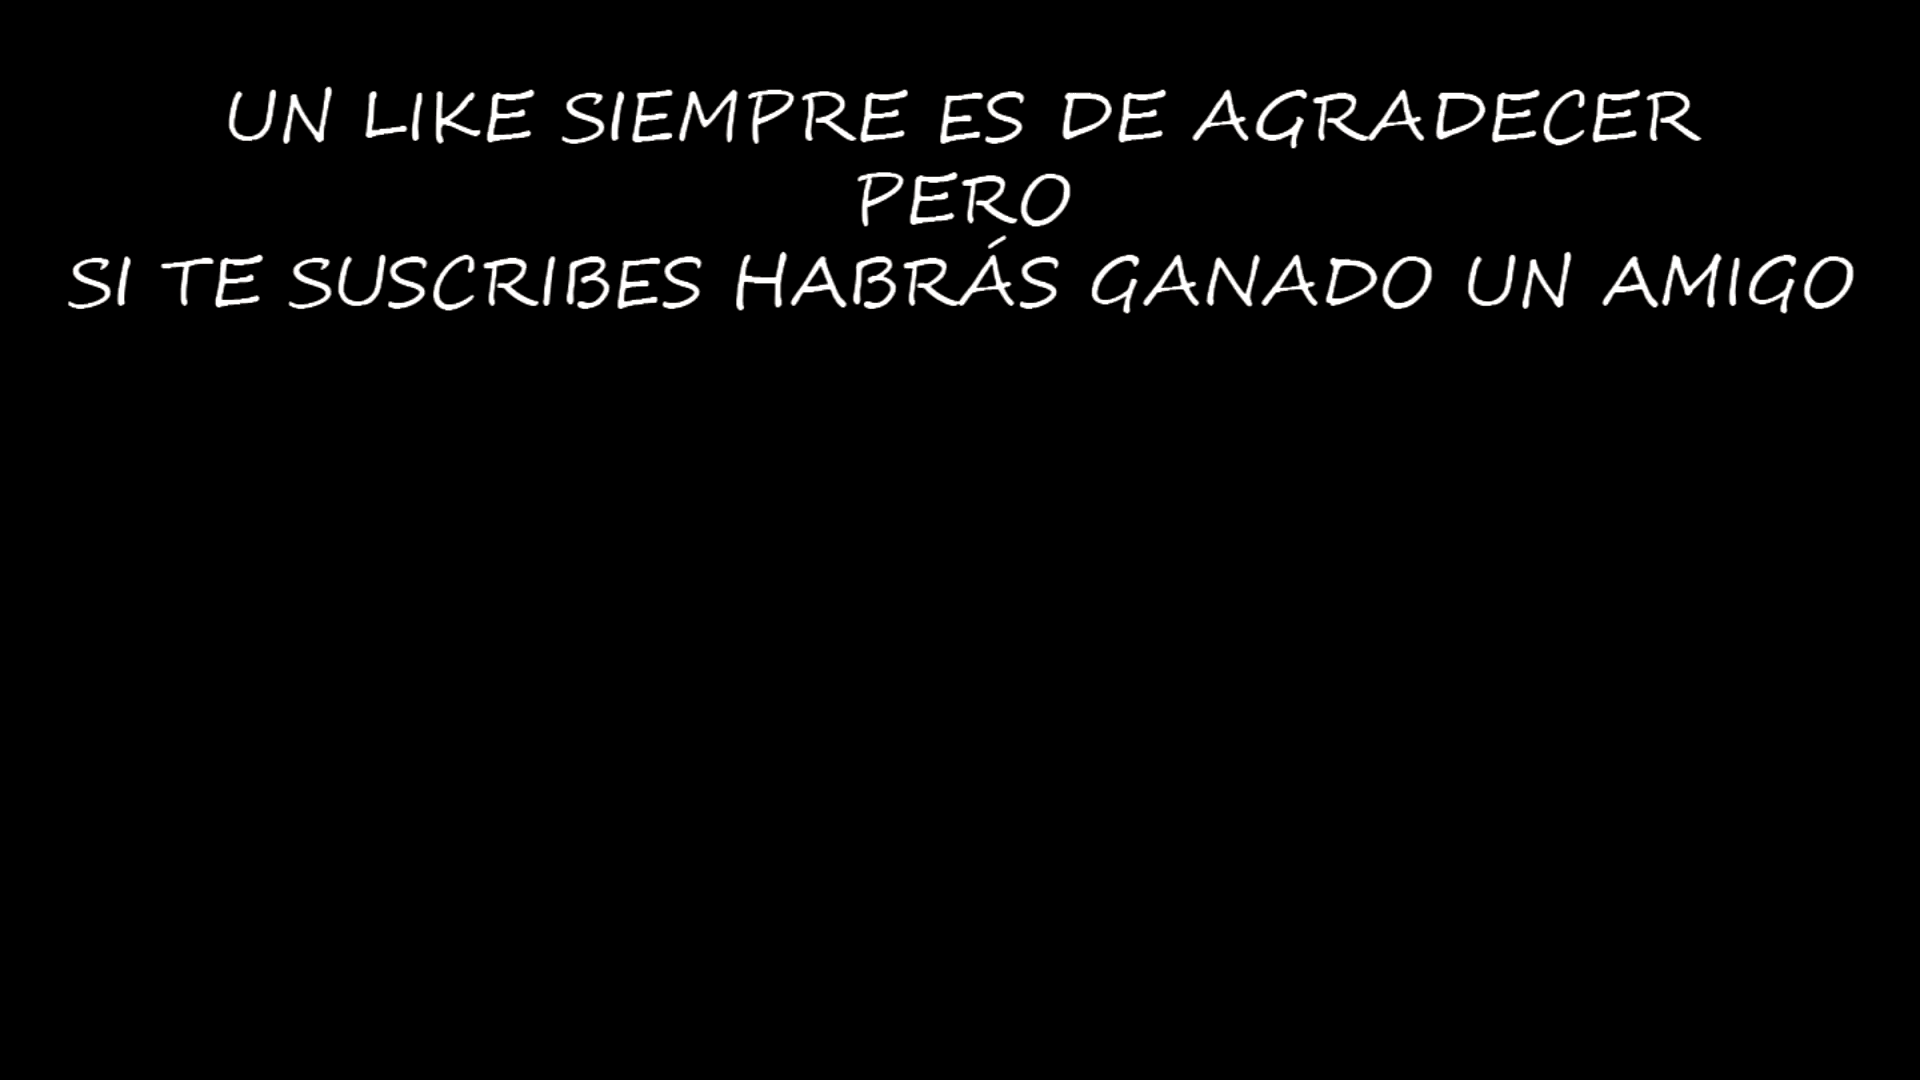 UN LIKE SIEMPRE ES DE AGRADECER
PERO
SI TE SUSCRIBES HABRÁS GANADO UN AMIGO